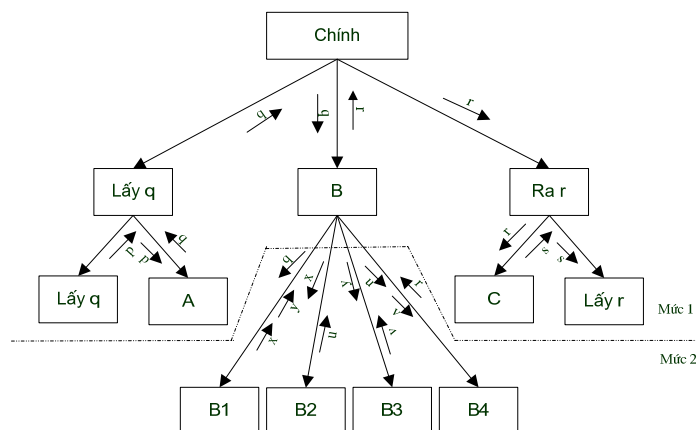 Chính
q
q
r
r
Lấy q
B
Ra r
p
p
q
r
s
s
Lấy q
A
C
Lấy r
Mức 1
q
x
y
x
u
y
v
u
v
r
Mức 2
B1
B2
B3
B4